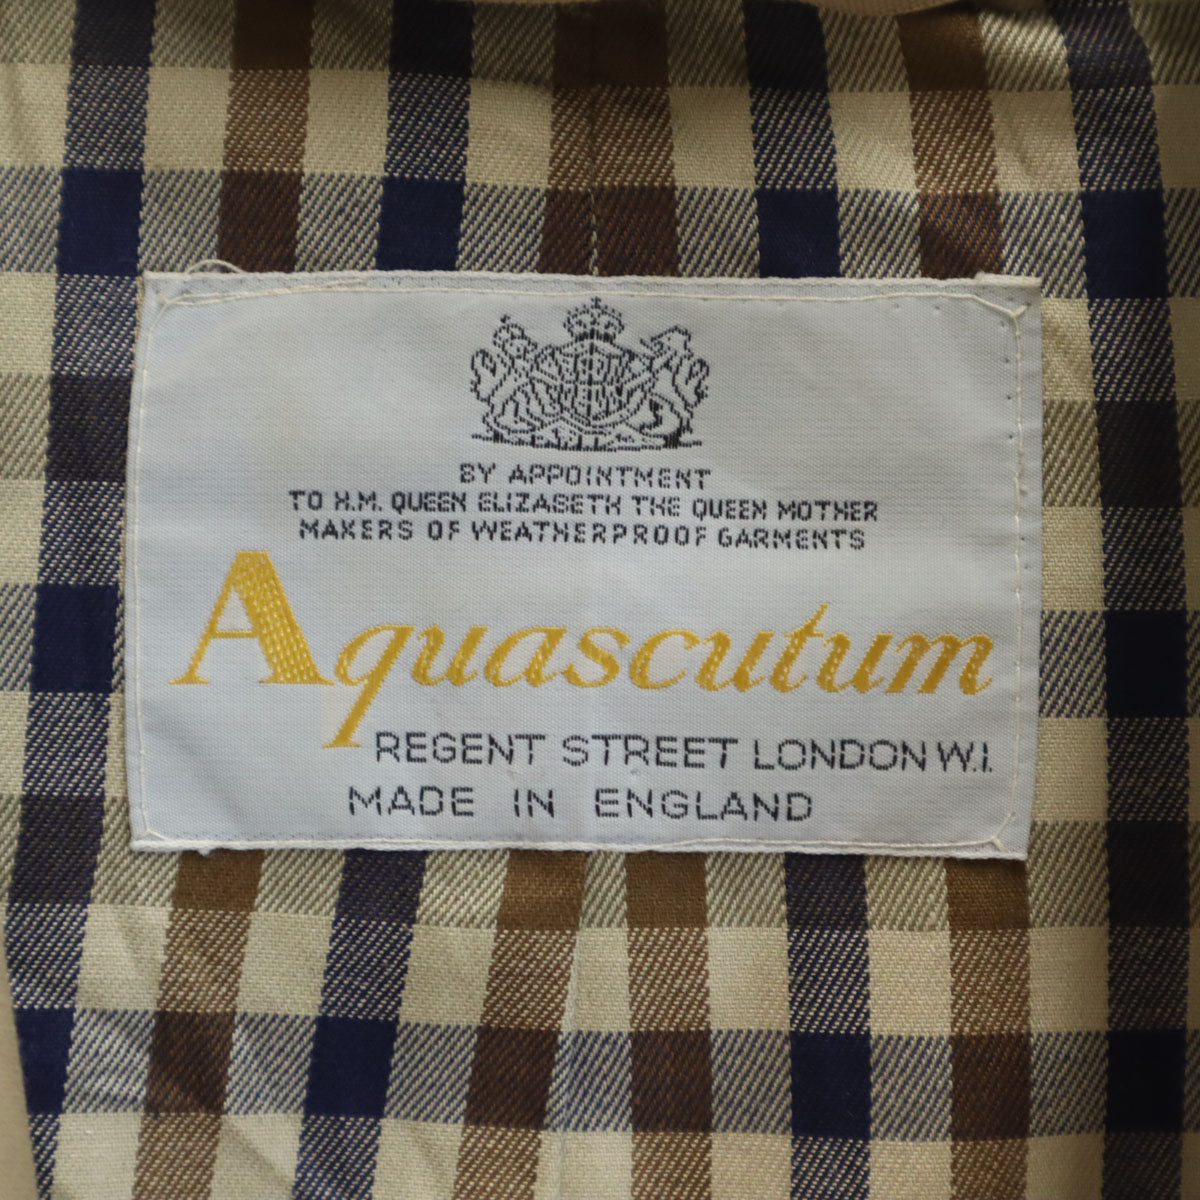 BY APPOINTMENT
TO H.M. QUEEN ELIZABETH THE QUEEN MOTHER
MAKERS OF WEATHERPROOF GARMENTS
Aquascutum
REGENT STREET LONDON W.I.
MADE IN ENGLAND